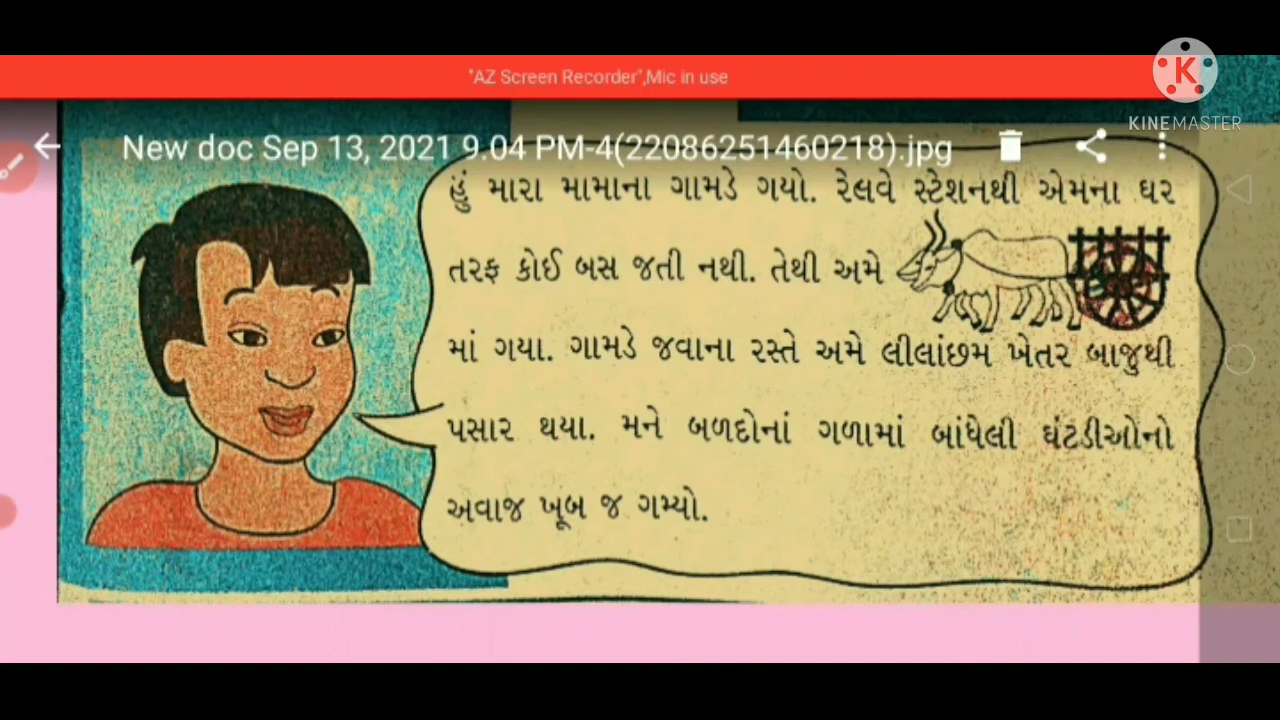 "AZ Screen Recorder",Mic in use
K
KINEMASTER
New doc Sep 13, 2021 9.04 PM-4(22086251460218).jpg
હું મારા મામાના ગામડે ગયો. રેલવે સ્ટેશનથી એમના ઘર
તરફ કોઈ બસ જતી નથી. તેથી અમે
માં ગયા. ગામડે જવાના રસ્તે અમે લીલાંછમ ખેતર બાજુથી
પસાર થયા. મને બળદોનાં ગળામાં બાંધેલી ઘંટડીઓનો
અવાજ ખૂબ જ ગમ્યો.